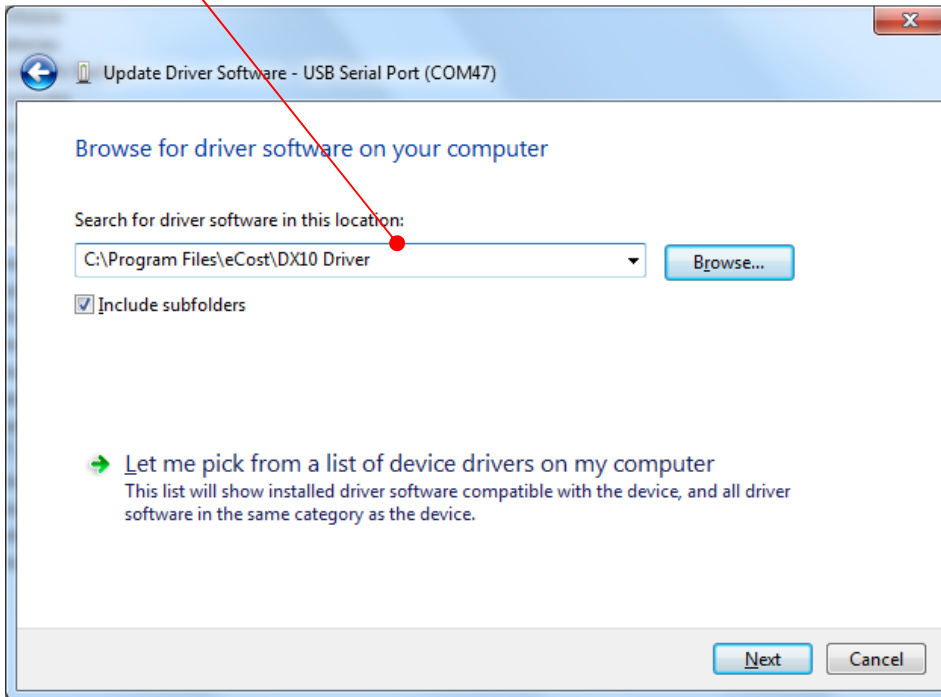 Update Driver Software - USB Serial Port (COM47)
Browse for driver software on your computer
Search for driver software in this location:
C:\Program Files\eCost\DX10 Driver
Browse...
Include subfolders
Let me pick from a list of device drivers on my computer
This list will show installed driver software compatible with the device, and all driver
software in the same category as the device.
Next
Cancel